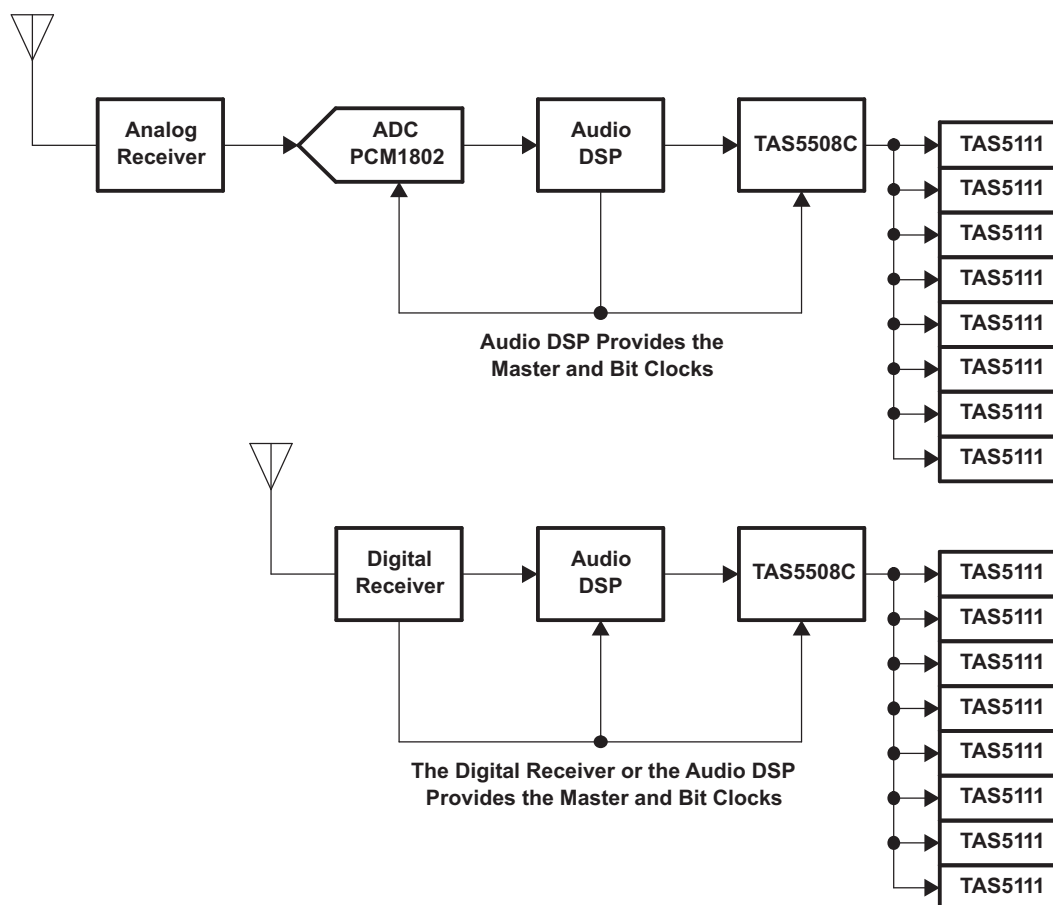 Analog
Receiver
ADC
PCM1802
Audio
DSP
TAS5508C
TAS5111
TAS5111
TAS5111
TAS5111
TAS5111
TAS5111
TAS5111
TAS5111
Audio DSP Provides the
Master and Bit Clocks
Digital
Receiver
Audio
DSP
TAS5508C
TAS5111
TAS5111
TAS5111
TAS5111
TAS5111
TAS5111
TAS5111
TAS5111
The Digital Receiver or the Audio DSP
Provides the Master and Bit Clocks